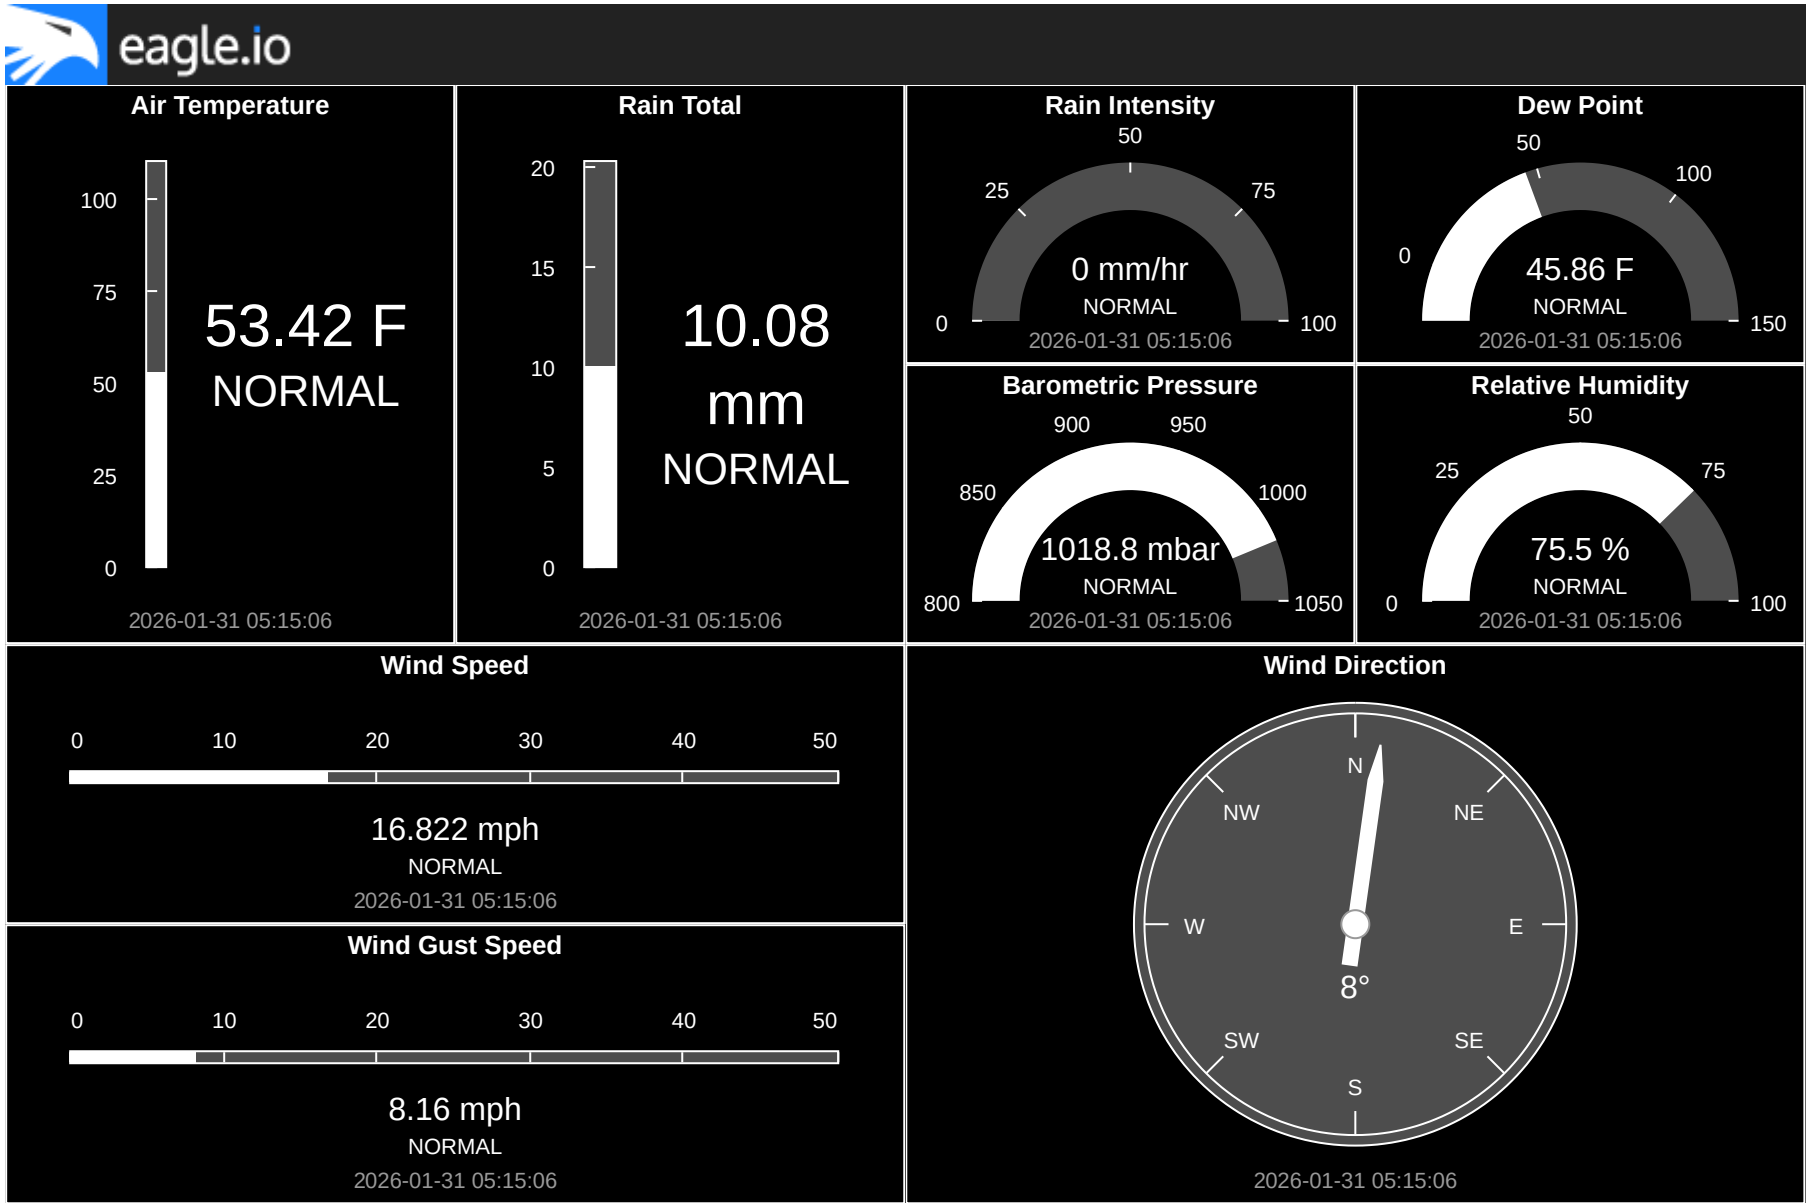 eagle.io
Air Temperature
100
75
50
25
0
53.42 F
NORMAL
2026-01-31 05:15:06
Rain Total
20
15
10
5
0
10.08
mm
NORMAL
2026-01-31 05:15:06
Rain Intensity
0
25
50
75
100
0 mm/hr
NORMAL
2026-01-31 05:15:06
Dew Point
0
50
100
150
45.86 F
NORMAL
2026-01-31 05:15:06
Barometric Pressure
800
850
900
950
1000
1050
1018.8 mbar
NORMAL
2026-01-31 05:15:06
Relative Humidity
0
25
50
75
100
75.5 %
NORMAL
2026-01-31 05:15:06
Wind Speed
0 10 20 30 40 50
16.822 mph
NORMAL
2026-01-31 05:15:06
Wind Gust Speed
0 10 20 30 40 50
8.16 mph
NORMAL
2026-01-31 05:15:06
Wind Direction
N
NW NE
W E
8°
SW SE
S
2026-01-31 05:15:06